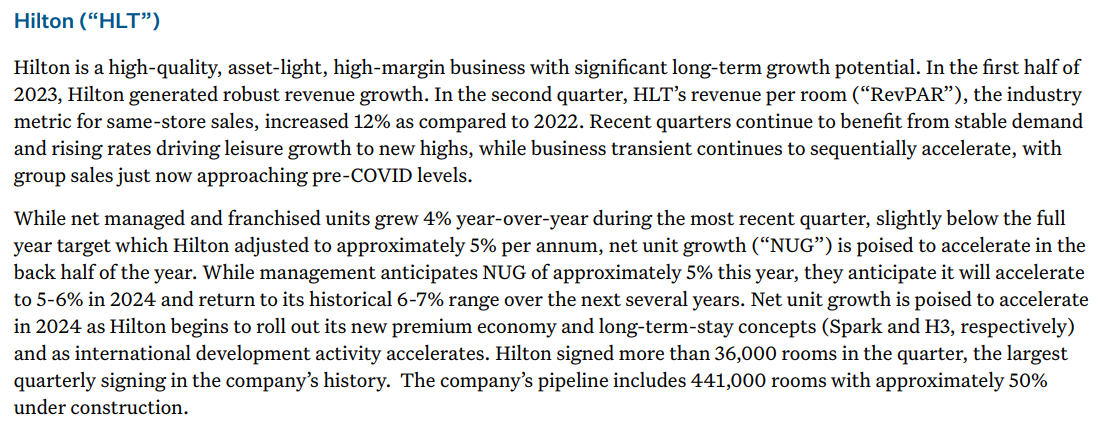 Hilton (“HLT”)
Hilton is a high-quality, asset-light, high-margin business with significant long-term growth potential. In the first half of
2023, Hilton generated robust revenue growth. In the second quarter, HLT’s revenue per room (“RevPAR”), the industry
metric for same-store sales, increased 12% as compared to 2022. Recent quarters continue to benefit from stable demand
and rising rates driving leisure growth to new highs, while business transient continues to sequentially accelerate, with
group sales just now approaching pre-COVID levels.
While net managed and franchised units grew 4% year-over-year during the most recent quarter, slightly below the full
year target which Hilton adjusted to approximately 5% per annum, net unit growth (“NUG”) is poised to accelerate in the
back half of the year. While management anticipates NUG of approximately 5% this year, they anticipate it will accelerate
to 5-6% in 2024 and return to its historical 6-7% range over the next several years. Net unit growth is poised to accelerate
in 2024 as Hilton begins to roll out its new premium economy and long-term-stay concepts (Spark and H3, respectively)
and as international development activity accelerates. Hilton signed more than 36,000 rooms in the quarter, the largest
quarterly signing in the company’s history.  The company’s pipeline includes 441,000 rooms with approximately 50%
under construction.